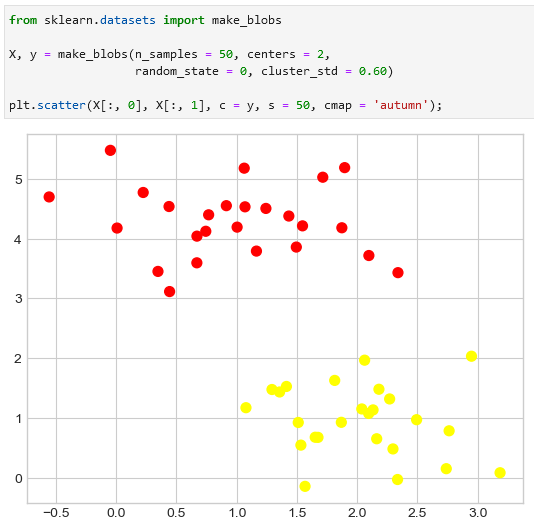 from sklearn.datasets import make_blobs
X, y = make_blobs(n_samples = 50, centers = 2,
random_state = 0, cluster_std = 0.60)
plt.scatter(X[:, 0], X[:, 1], c = y, s = 50, cmap = 'autumn');
5
4
3
2
1
0
−0.5 0.0 0.5 1.0 1.5 2.0 2.5 3.0